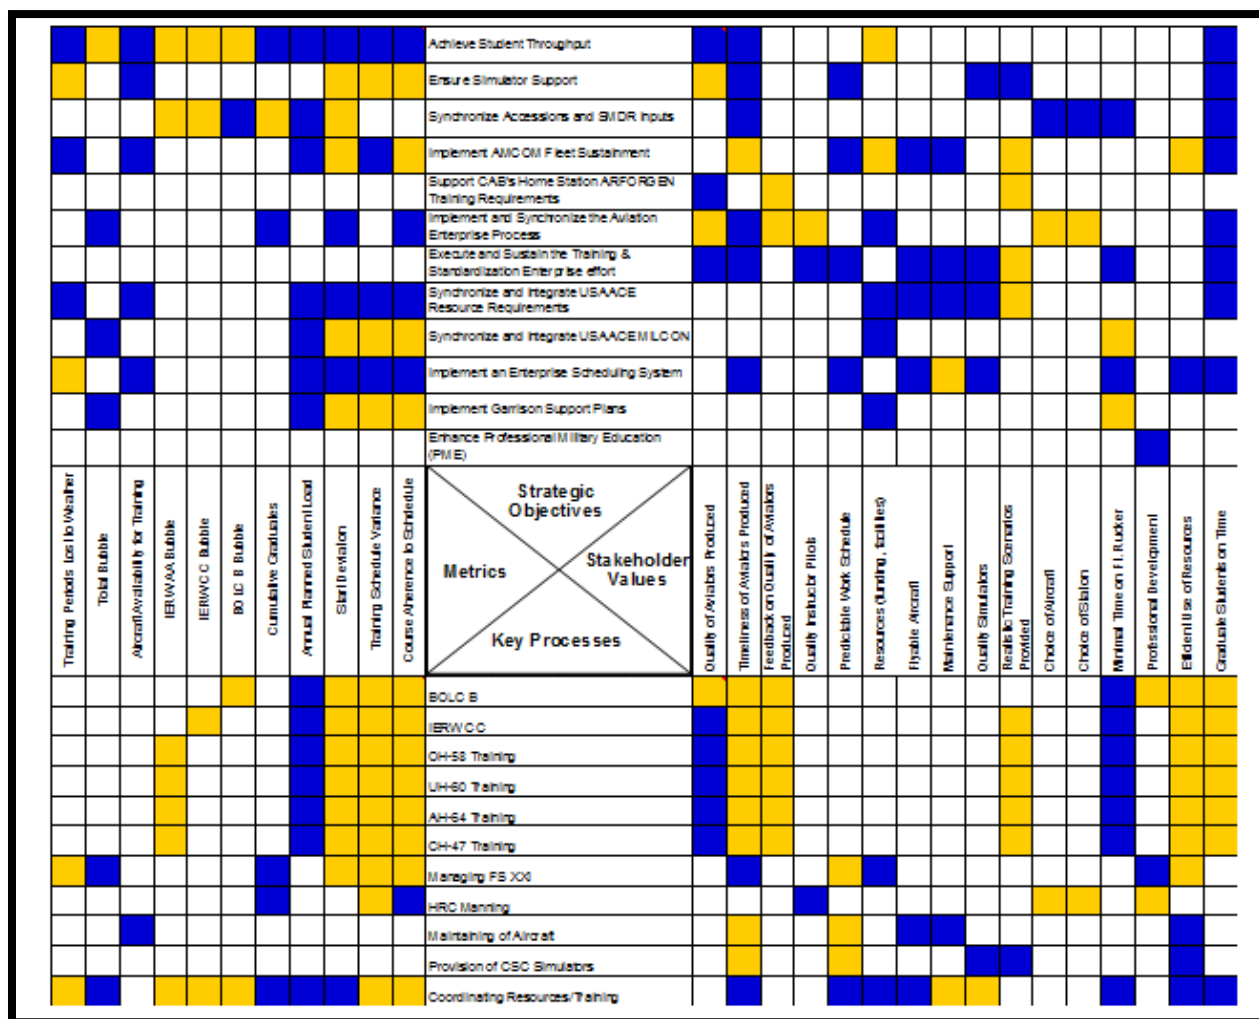 Achieve Student Throughput
Ensure Simulator Support
Synchronize Accessions and SMDR Inputs
Implement AMCOM Fleet Sustainment
Support CAB's Home Station ARFORGEN
Training Requirements
Implement and Synchronize the Aviation
Enterprise Process
Execute and Sustain the Training &
Standardization Enterprise effort
Synchronize and Integrate USAACE
Resource Requirements
Synchronize and Integrate USAACE MILCON
Implement an Enterprise Scheduling System
Implement Garrison Support Plans
Enhance Professional Military Education
(PME)
Training Periods lost to Weather
Total Bubble
Aircraft Availability for Training
IERW AA Bubble
IERW CC Bubble
BOLC B Bubble
Cumulative Graduates
Annual Planned Student Load
Start Deviation
Training Schedule Variance
Course Aherence to Schdedule
Strategic
Objectives
Metrics
Stakeholder
Values
Key Processes
Quality of Aviators Produced
Timeliness of Aviators Produced
Feedback on Quality of Aviators
Produced
Quality Instructor Pilots
Predictable Work Schedule
Resources (funding, facilities)
Flyable Aircraft
Maintenance Support
Quality Simulators
Realistic Training Scenarios
Provided
Choice of Aircraft
Choice of Station
Minimal Time on Ft. Rucker
Professional Development
Efficient Use of Resources
Graduate Students on Time
BOLC B
IERW CC
OH-58 Training
UH-60 Training
AH-64 Training
CH-47 Training
Managing FS XXI
HRC Manning
Maintaining of Aircraft
Provision of CSC Simulators
Coordinating Resources/Training